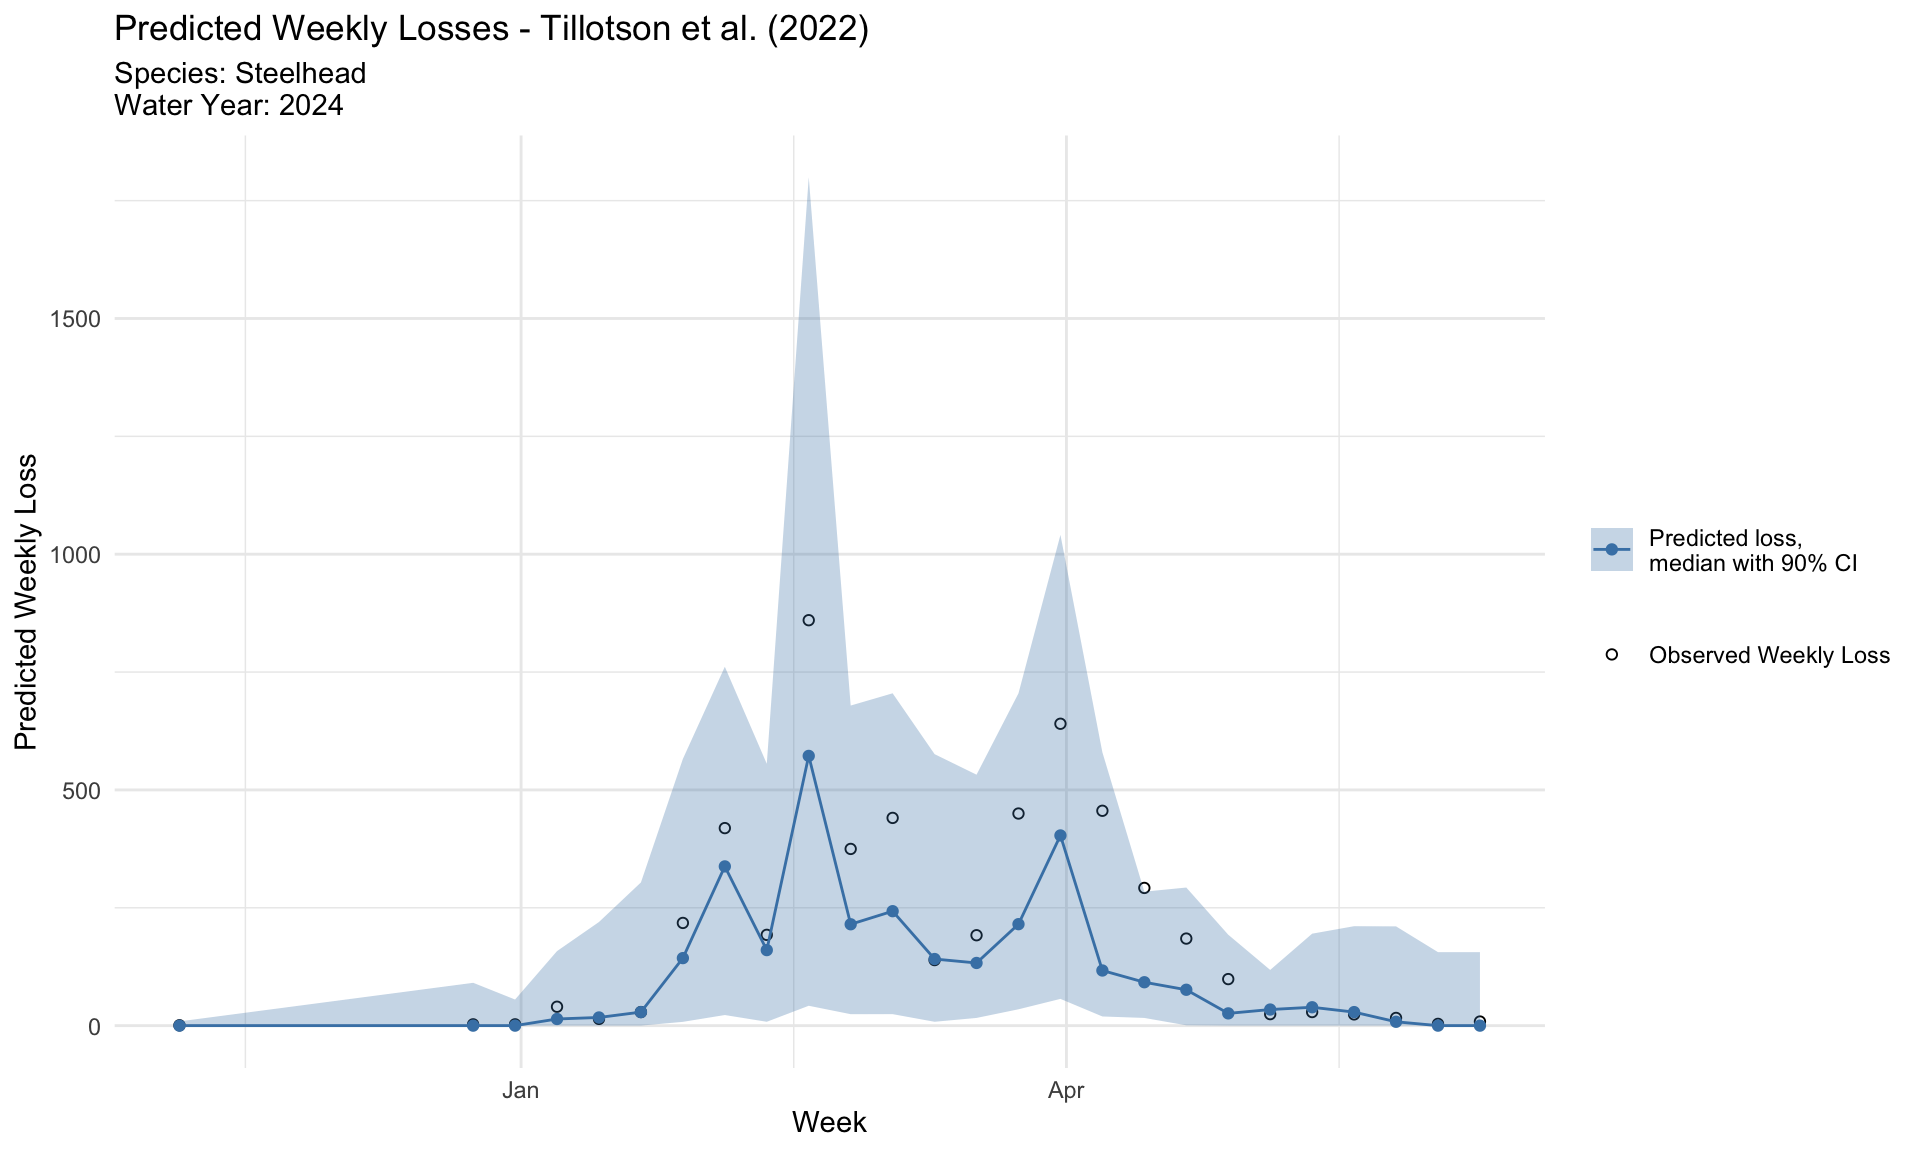 Predicted Weekly Losses - Tillotson et al. (2022)
Species: Steelhead
Water Year: 2024
Predicted Weekly Loss
1500
1000
500
0
Jan
Apr
Week
Predicted loss,
median with 90% CI
Observed Weekly Loss